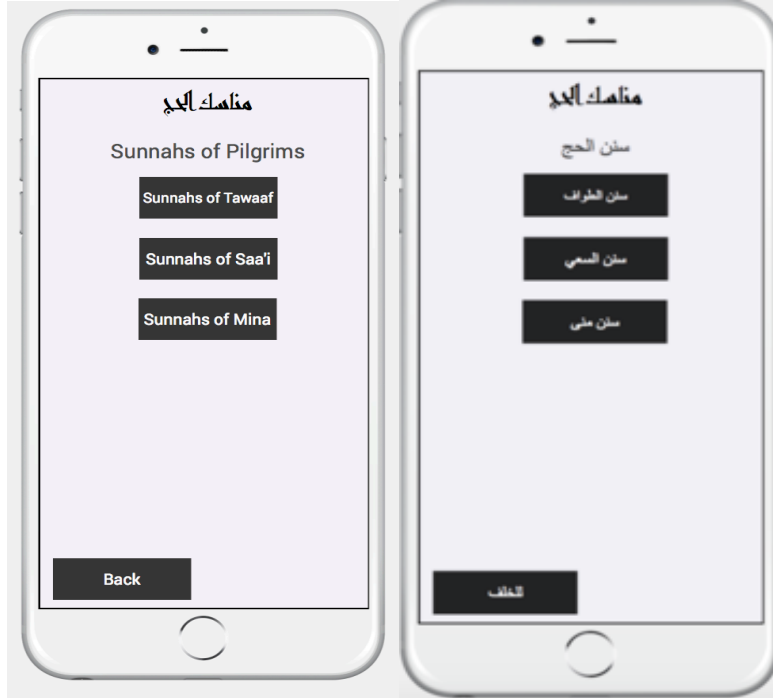 مناسك الحج
Sunnahs of Pilgrims
Sunnahs of Tawaaf
Sunnahs of Saa'i
Sunnahs of Mina
Back
مناسك الحج
سنن الحج
سنن الطواف
سنن السعي
سنن منى
للخلف